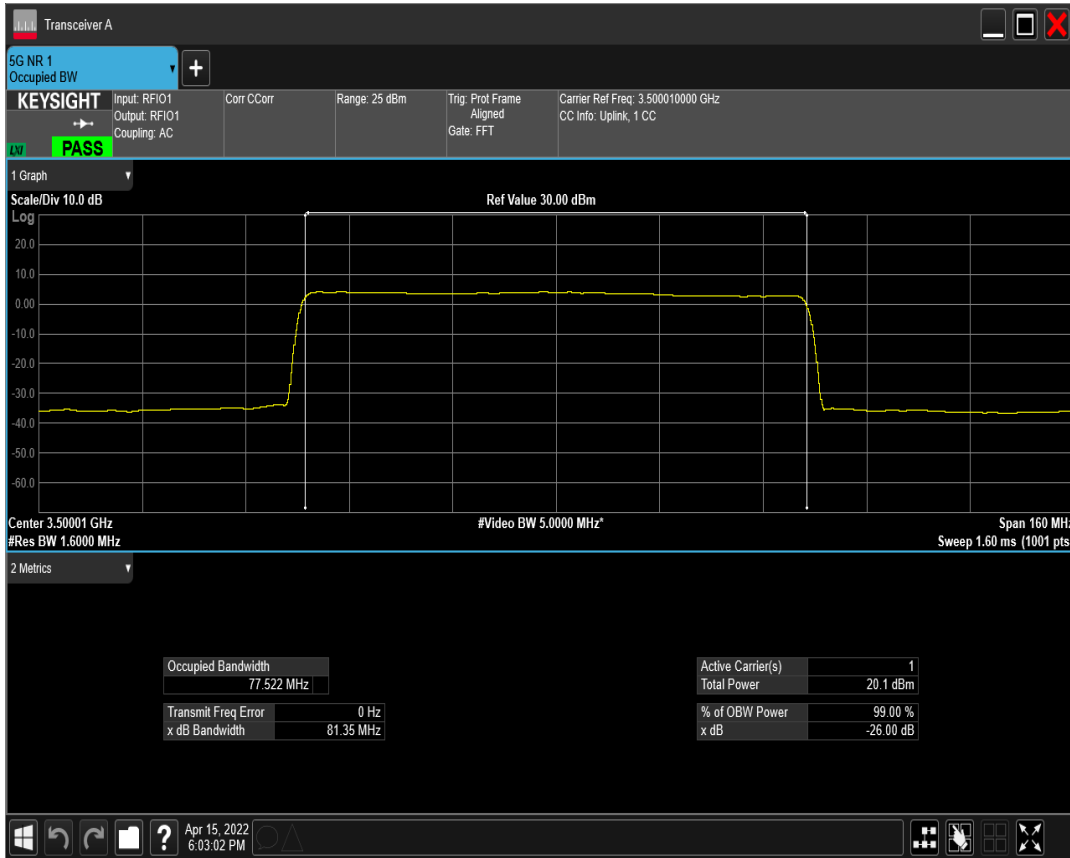 Transceiver A
5G NR 1
Occupied BW
KEYSIGHT
LXI
PASS
Input: RFIO1
Output: RFIO1
Coupling: AC
Corr CCorr
Range: 25 dBm
Trig: Prot Frame
Aligned
Gate: FFT
Carrier Ref Freq: 3.500010000 GHz
CC Info: Uplink, 1 CC
1 Graph
Scale/Div 10.0 dB
Ref Value 30.00 dBm
Log
20.0
10.0
0.00
-10.0
-20.0
-30.0
-40.0
-50.0
-60.0
Center 3.50001 GHz
#Video BW 5.0000 MHz*
Span 160 MHz
#Res BW 1.6000 MHz
Sweep 1.60 ms (1001 pts
2 Metrics
Occupied Bandwidth
77.522 MHz
Transmit Freq Error 0 Hz
x dB Bandwidth 81.35 MHz
Active Carrier(s) 1
Total Power 20.1 dBm
% of OBW Power 99.00 %
x dB -26.00 dB
?
Apr 15, 2022
6:03:02 PM